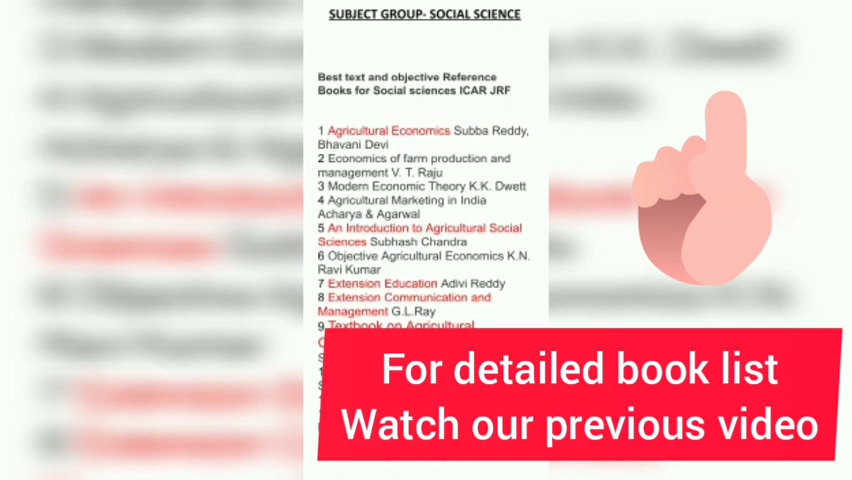 SUBJECT GROUP- SOCIAL SCIENCE
Best text and objective Reference
Books for Social sciences ICAR JRF
1 Agricultural Economics Subba Reddy,
Bhavani Devi
2 Economics of farm production and
management V. T. Raju
3 Modern Economic Theory K.K. Dwett
4 Agricultural Marketing in India
Acharya & Agarwal
5 An Introduction to Agricultural Social
Sciences Subhash Chandra
6 Objective Agricultural Economics K.N.
Ravi Kumar
7 Extension Education Adivi Reddy
8 Extension Communication and
Management G.L.Ray
9 Textbook on Agricultural
For detailed book list
Watch our previous video